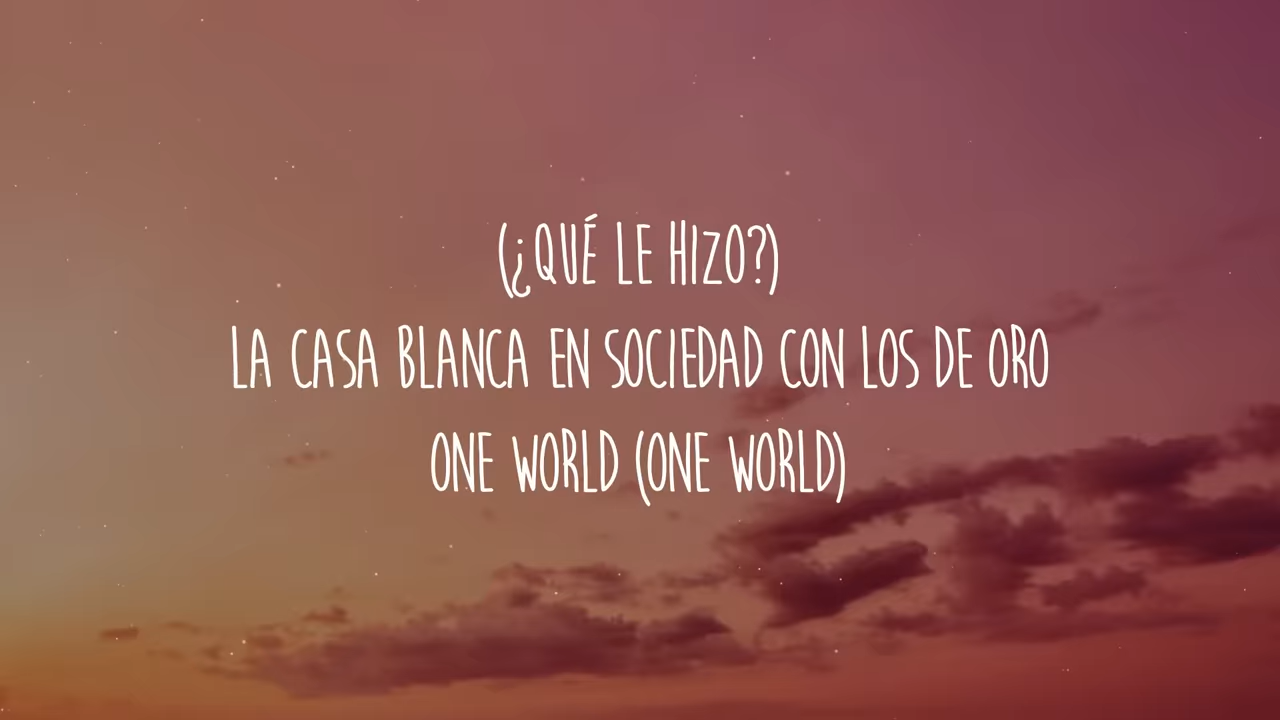 (¿QUÉ LE HIZO?)
LA CASA BLANCA EN SOCIEDAD CON LOS DE ORO
ONE WORLD (ONE WORLD)